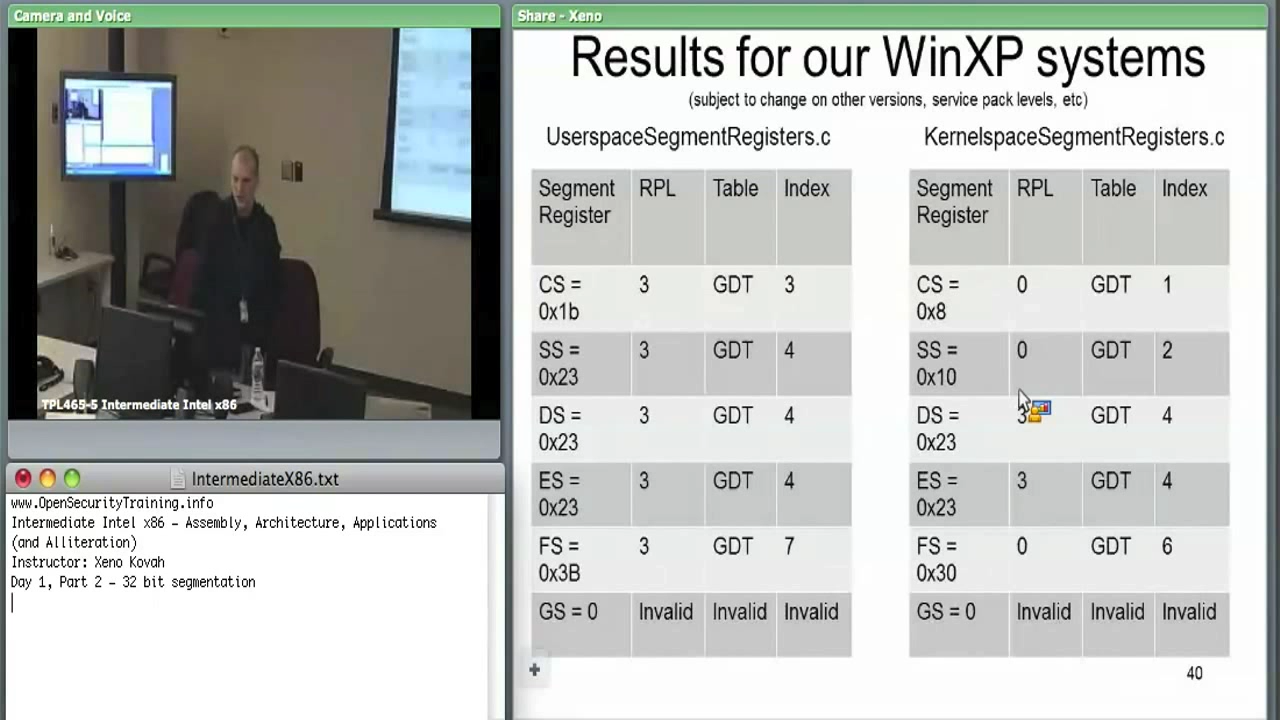 Camera and Voice
TPL465-5 Intermediate Intel x86
IntermediateX86.txt
www.OpenSecurityTraining.info
Intermediate Intel x86 – Assembly, Architecture, Applications
(and Alliteration)
Instructor: Xeno Kovah
Day 1, Part 2 – 32 bit segmentation
Share - Xeno
Results for our WinXP systems
(subject to change on other versions, service pack levels, etc)
UserspaceSegmentRegisters.c
Segment RPL Table Index
Register
CS = 3 GDT 3
0x1b
SS = 3 GDT 4
0x23
DS = 3 GDT 4
0x23
ES = 3 GDT 4
0x23
FS = 3 GDT 7
0x3B
GS = 0 Invalid Invalid Invalid
KernelspaceSegmentRegisters.c
Segment RPL Table Index
Register
CS = 0 GDT 1
0x8
SS = 0 GDT 2
0x10
DS = 3 GDT 4
0x23
ES = 3 GDT 4
0x23
FS = 0 GDT 6
0x30
GS = 0 Invalid Invalid Invalid
40